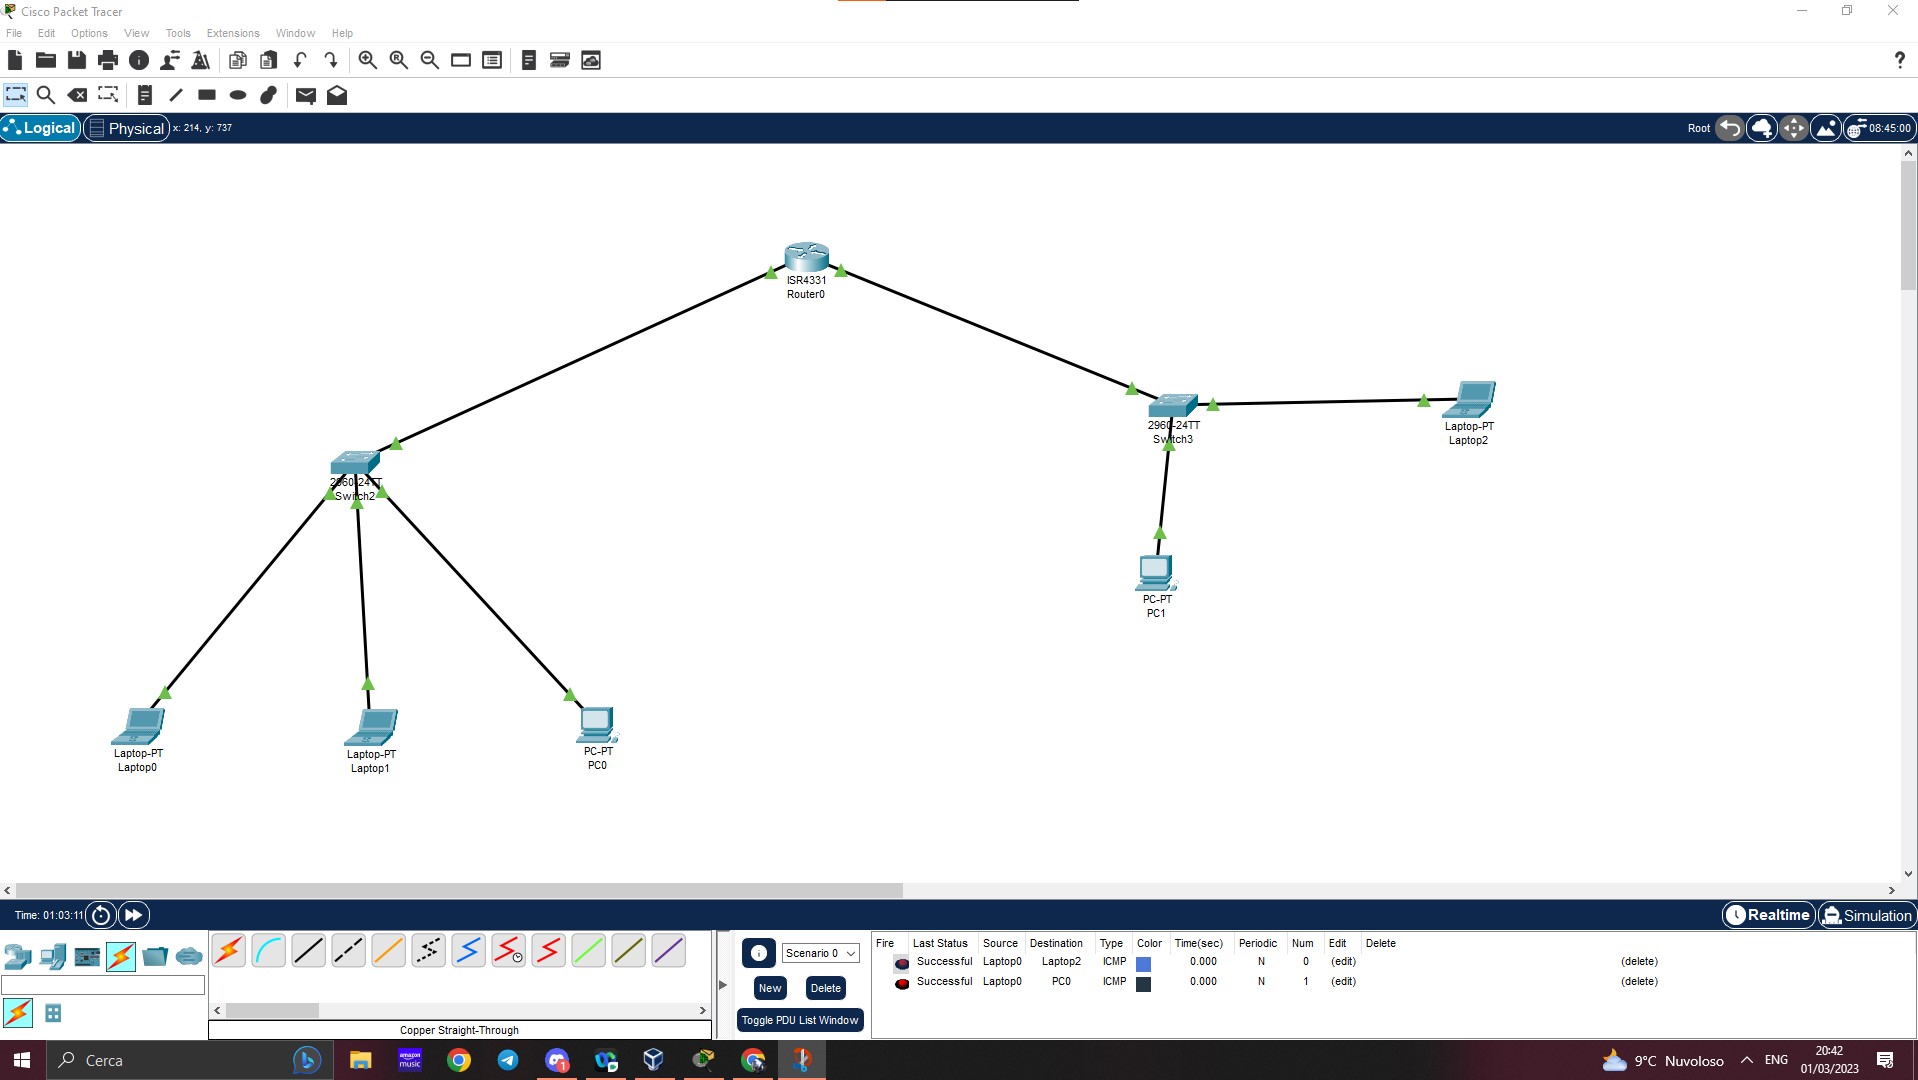 Cisco Packet Tracer
File Edit Options View Tools Extensions Window Help
?
Logical Physical x: 214, y: 737 Root 08:45:00
ISR4331
Router0
2960-24TT
Switch3
Laptop-PT
Laptop2
2960-24TT
Switch2
PC-PT
PC1
Laptop-PT
Laptop0
Laptop-PT
Laptop1
PC-PT
PC0
Time: 01:03:11 Realtime Simulation
Scenario 0
New Delete
Toggle PDU List Window
Copper Straight-Through
Fire Last Status Source Destination Type Color Time(sec) Periodic Num Edit Delete
Successful Laptop0 Laptop2 ICMP 0.000 N 0 (edit) (delete)
Successful Laptop0 PC0 ICMP 0.000 N 1 (edit) (delete)
Cerca
amazon music
1
9°C Nuvoloso ENG
20:42
01/03/2023